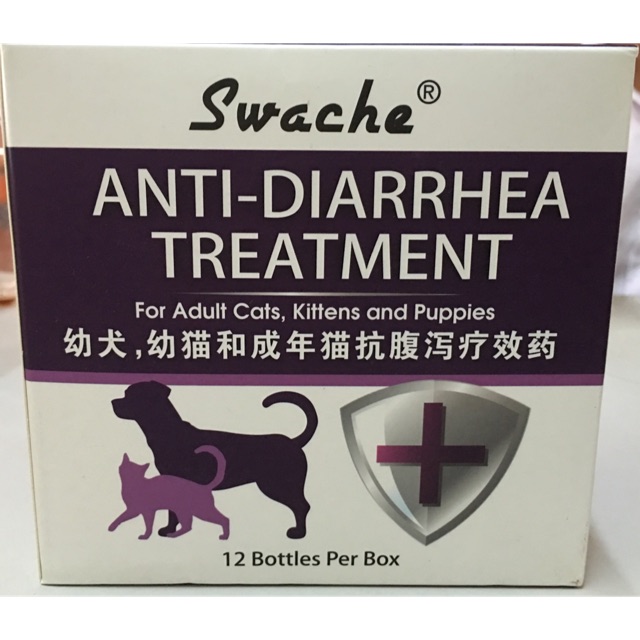 Swache®
ANTI-DIARRHEA
TREATMENT
For Adult Cats, Kittens and Puppies
幼犬,幼猫和成年猫抗腹泻疗效药
12 Bottles Per Box